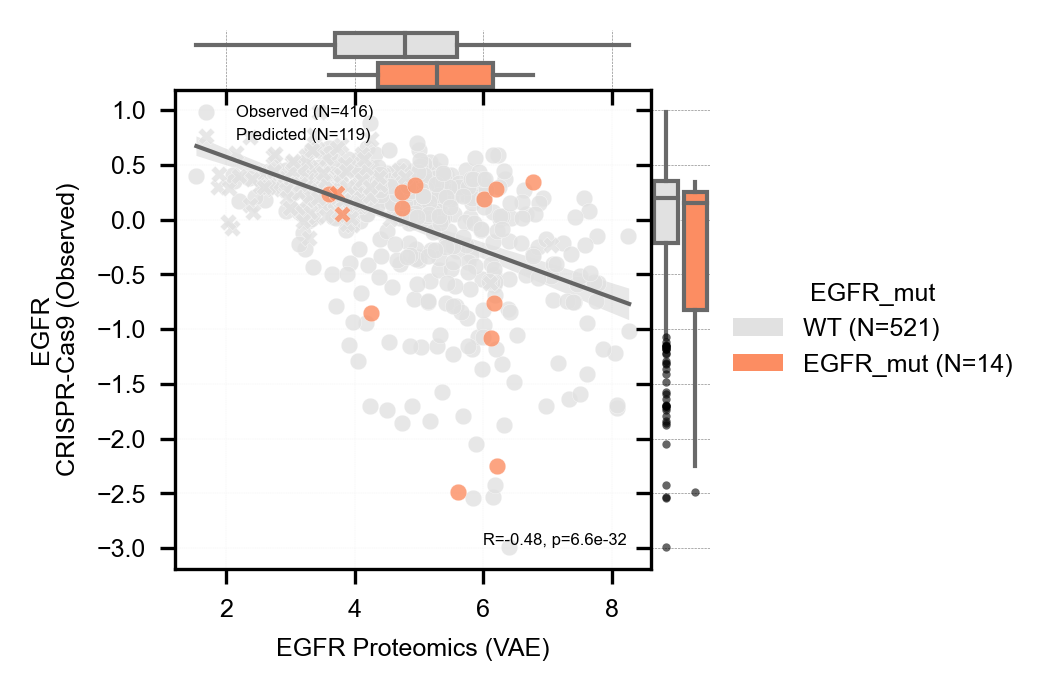 Observed (N=416)
Predicted (N=119)
1.0
0.5
0.0
−0.5
−1.0
−1.5
−2.0
−2.5
−3.0
EGFR
CRISPR-Cas9 (Observed)
R=-0.48, p=6.6e-32
2
4
6
8
EGFR Proteomics (VAE)
EGFR_mut
WT (N=521)
EGFR_mut (N=14)